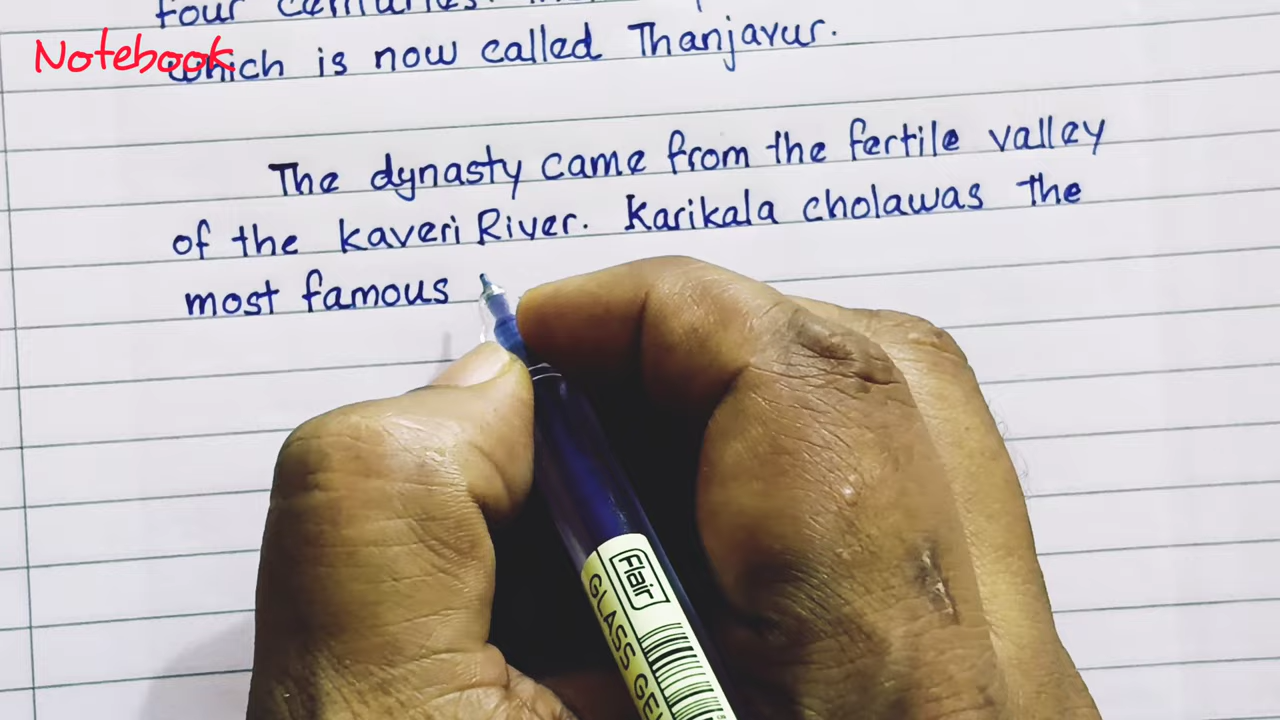 four
Notebook
which is now called Thanjavur.
The dynasty came from the fertile valley
of the kaveri River. Karikala cholawas the
most famous
Flair
GLASS GEL